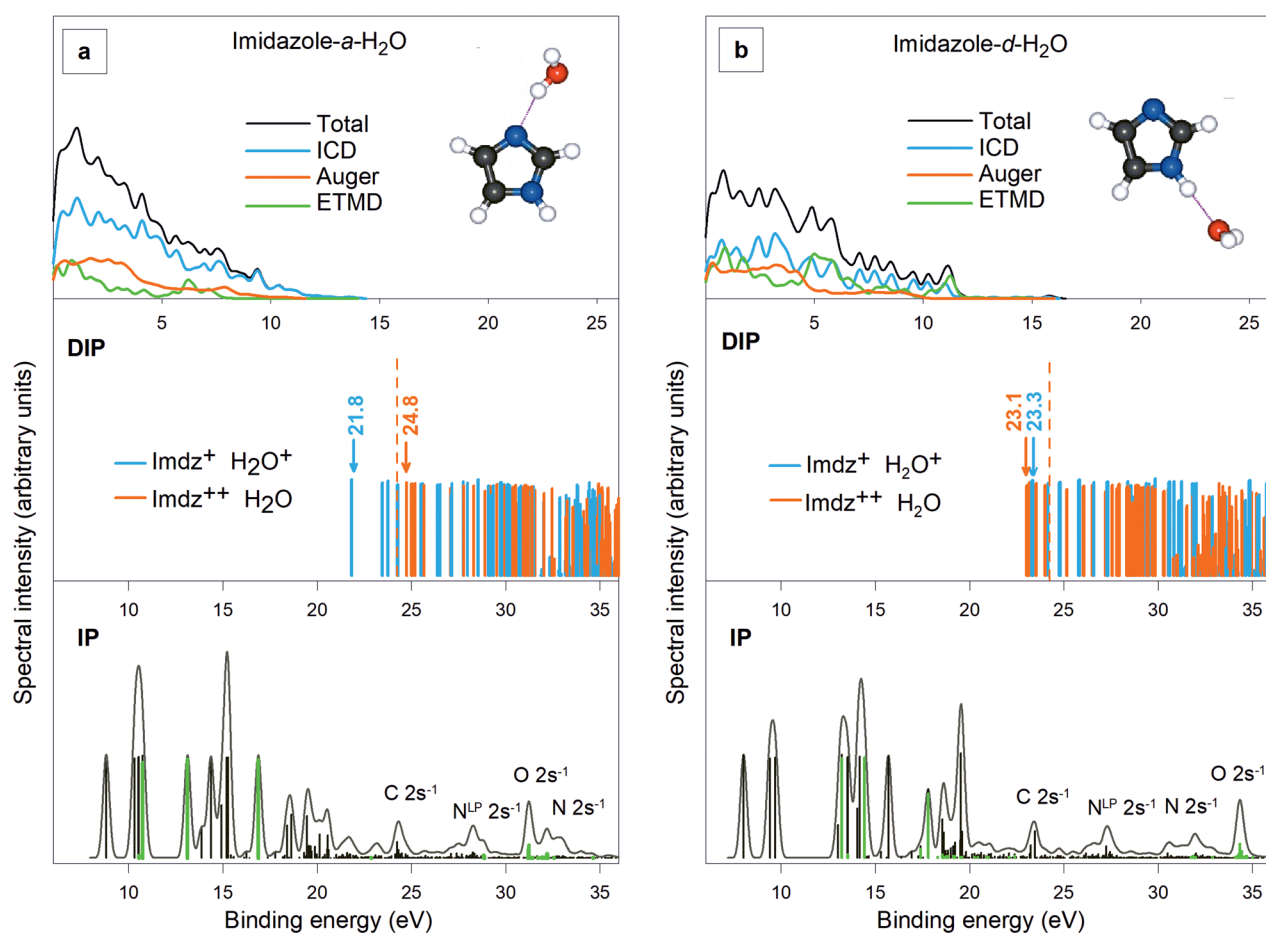 a
Imidazole-a-H2O
Total
ICD
Auger
ETMD
5 10 15 20 25
DIP
21.8
24.8
Imdz+ H2O+
Imdz++ H2O
10 15 20 25 30 35
IP
C 2s-1
NLP 2s-1
O 2s-1
N 2s-1
10 15 20 25 30 35
Binding energy (eV)
Spectral intensity (arbitrary units)
b
Imidazole-d-H2O
Total
ICD
Auger
ETMD
5 10 15 20 25
DIP
23.1
23.3
Imdz+ H2O+
Imdz++ H2O
10 15 20 25 30 35
IP
C 2s-1
NLP 2s-1
N 2s-1
O 2s-1
10 15 20 25 30 35
Binding energy (eV)
Spectral intensity (arbitrary units)